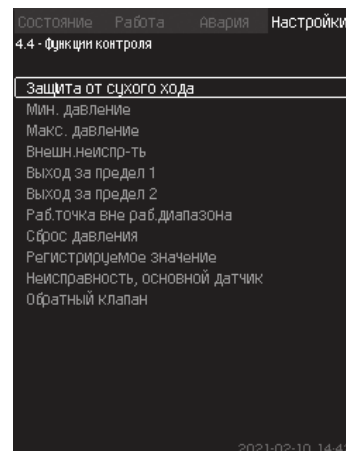 Состояние Работа Авария Настройки
4.4 - Функции контроля
Защита от сухого хода
Мин. давление
Макс. давление
Внешн.неиспр-ть
Выход за предел 1
Выход за предел 2
Раб.точка вне раб.диапазона
Сброс давления
Регистрируемое значение
Неисправность, основной датчик
Обратный клапан
2021-02-10 14:4